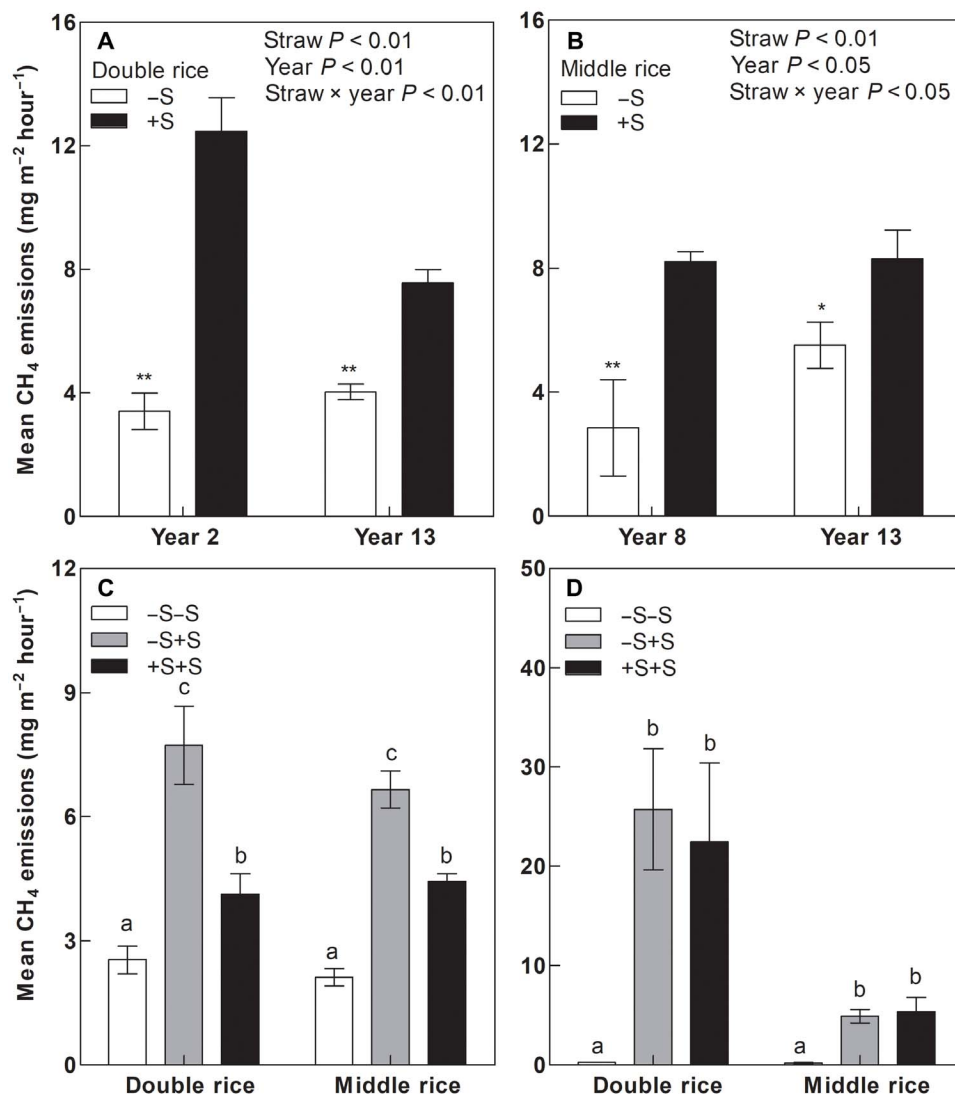 Mean CH₄ emissions (mg m⁻² hour⁻¹)
16
12
8
4
0
A
Double rice
–S
+S
Straw P < 0.01
Year P < 0.01
Straw × year P < 0.01
**
**
Year 2
Year 13
16
12
8
4
0
B
Middle rice
–S
+S
Straw P < 0.01
Year P < 0.05
Straw × year P < 0.05
**
*
Year 8
Year 13
Mean CH₄ emissions (mg m⁻² hour⁻¹)
12
9
6
3
0
C
–S–S
–S+S
+S+S
a
c
b
a
c
b
Double rice
Middle rice
50
40
30
20
10
0
D
–S–S
–S+S
+S+S
a
b
b
a
b
b
Double rice
Middle rice